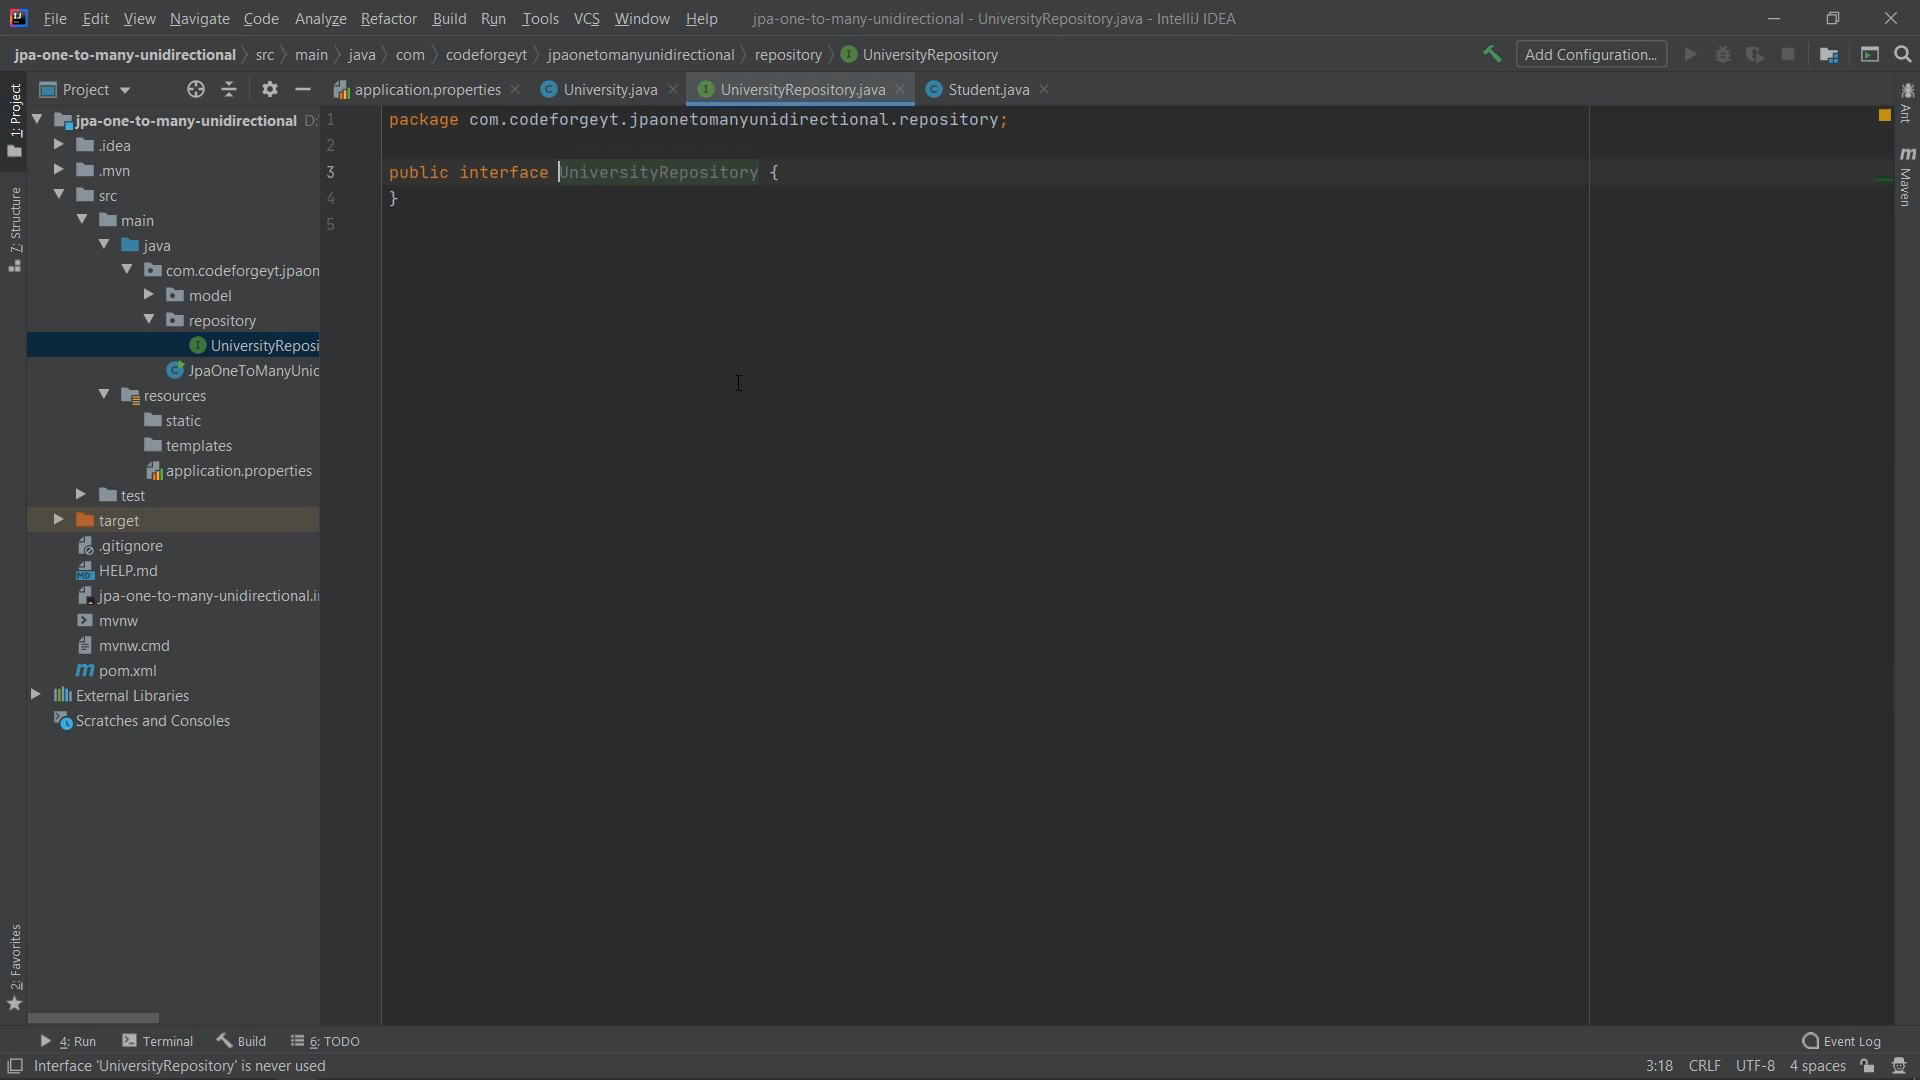 File Edit View Navigate Code Analyze Refactor Build Run Tools VCS Window Help jpa-one-to-many-unidirectional - UniversityRepository.java - IntelliJ IDEA
jpa-one-to-many-unidirectional src main java com codeforgeyt jpaonetomanyunidirectional repository I UniversityRepository Add Configuration...
Project application.properties C University.java I UniversityRepository.java C Student.java
1: Project
7: Structure
2: Favorites
jpa-one-to-many-unidirectional D:
.idea
.mvn
src
main
java
com.codeforgeyt.jpaon
model
repository
I UniversityReposi
C JpaOneToManyUnic
resources
static
templates
application.properties
test
target
.gitignore
HELP.md
jpa-one-to-many-unidirectional.i
mvnw
mvnw.cmd
m pom.xml
External Libraries
Scratches and Consoles
1 package com.codeforgeyt.jpaonetomanyunidirectional.repository;
2
3 public interface UniversityRepository {
4 }
5
Ant
m Maven
4: Run Terminal Build 6: TODO Event Log
Interface 'UniversityRepository' is never used 3:18 CRLF UTF-8 4 spaces